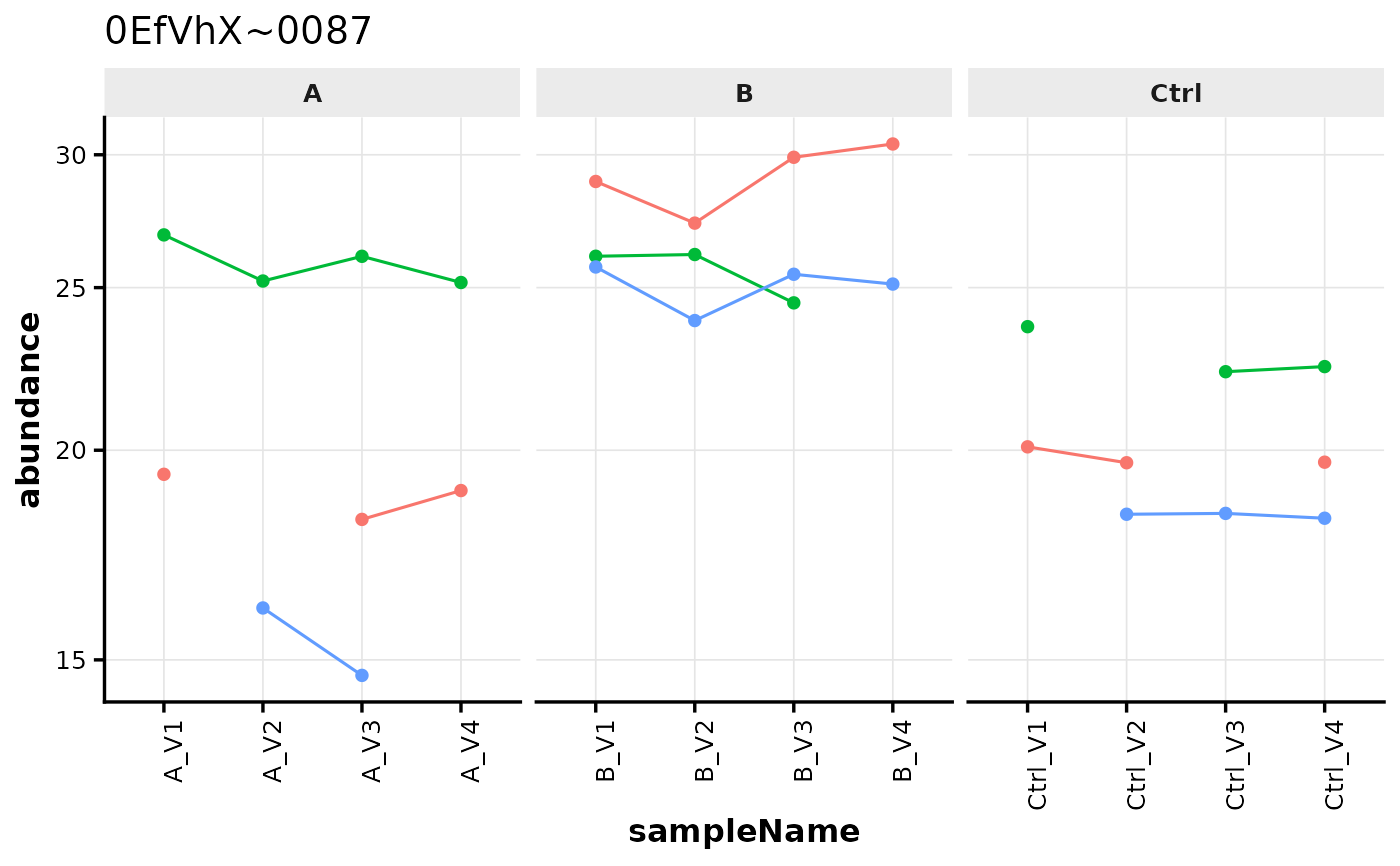 0EfVhX~0087
A
B
Ctrl
abundance
30
25
20
15
A_V1
A_V2
A_V3
A_V4
B_V1
B_V2
B_V3
B_V4
Ctrl_V1
Ctrl_V2
Ctrl_V3
Ctrl_V4
sampleName